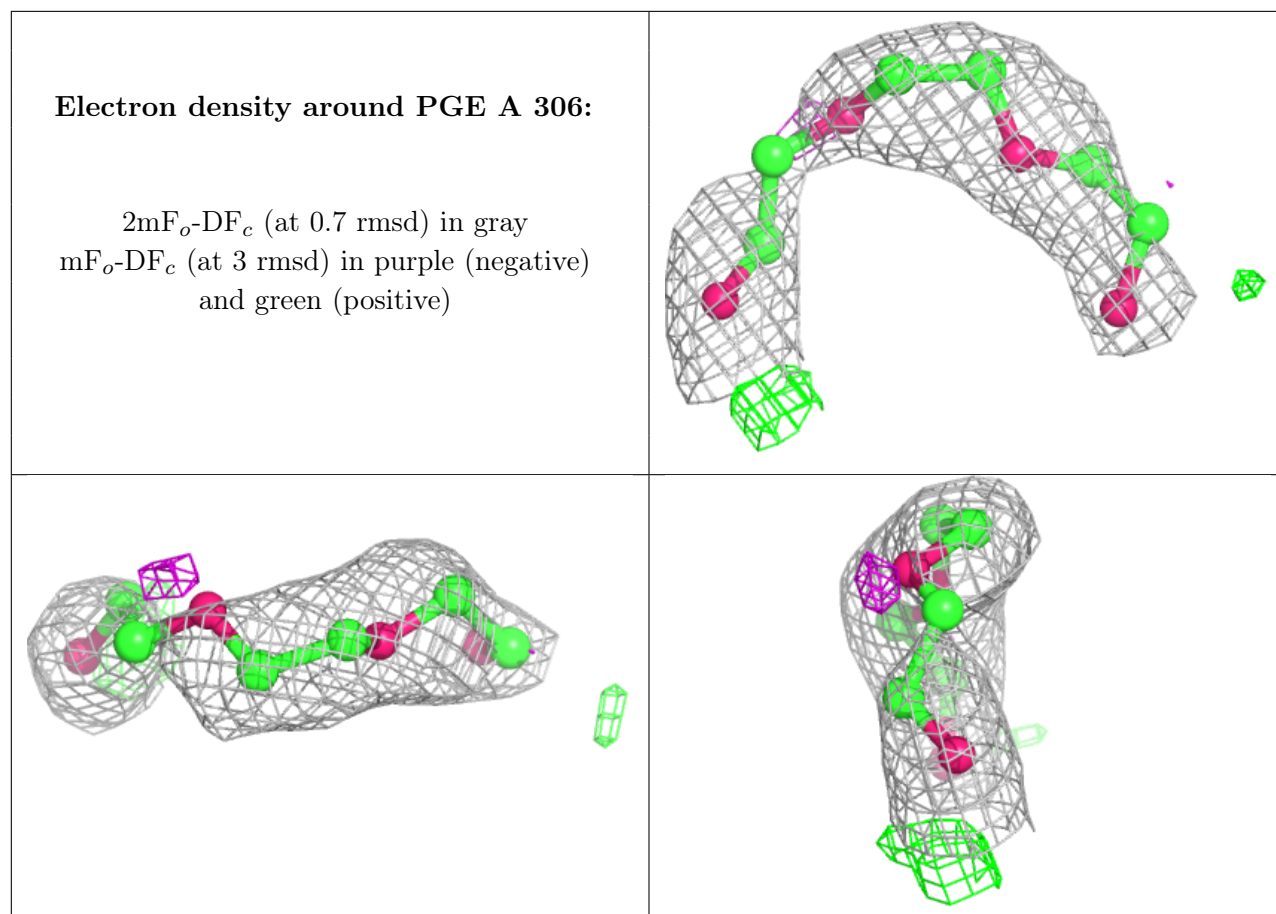 Electron density around PGE A 306:
2mFo-DFc (at 0.7 rmsd) in gray
mFo-DFc (at 3 rmsd) in purple (negative)
and green (positive)